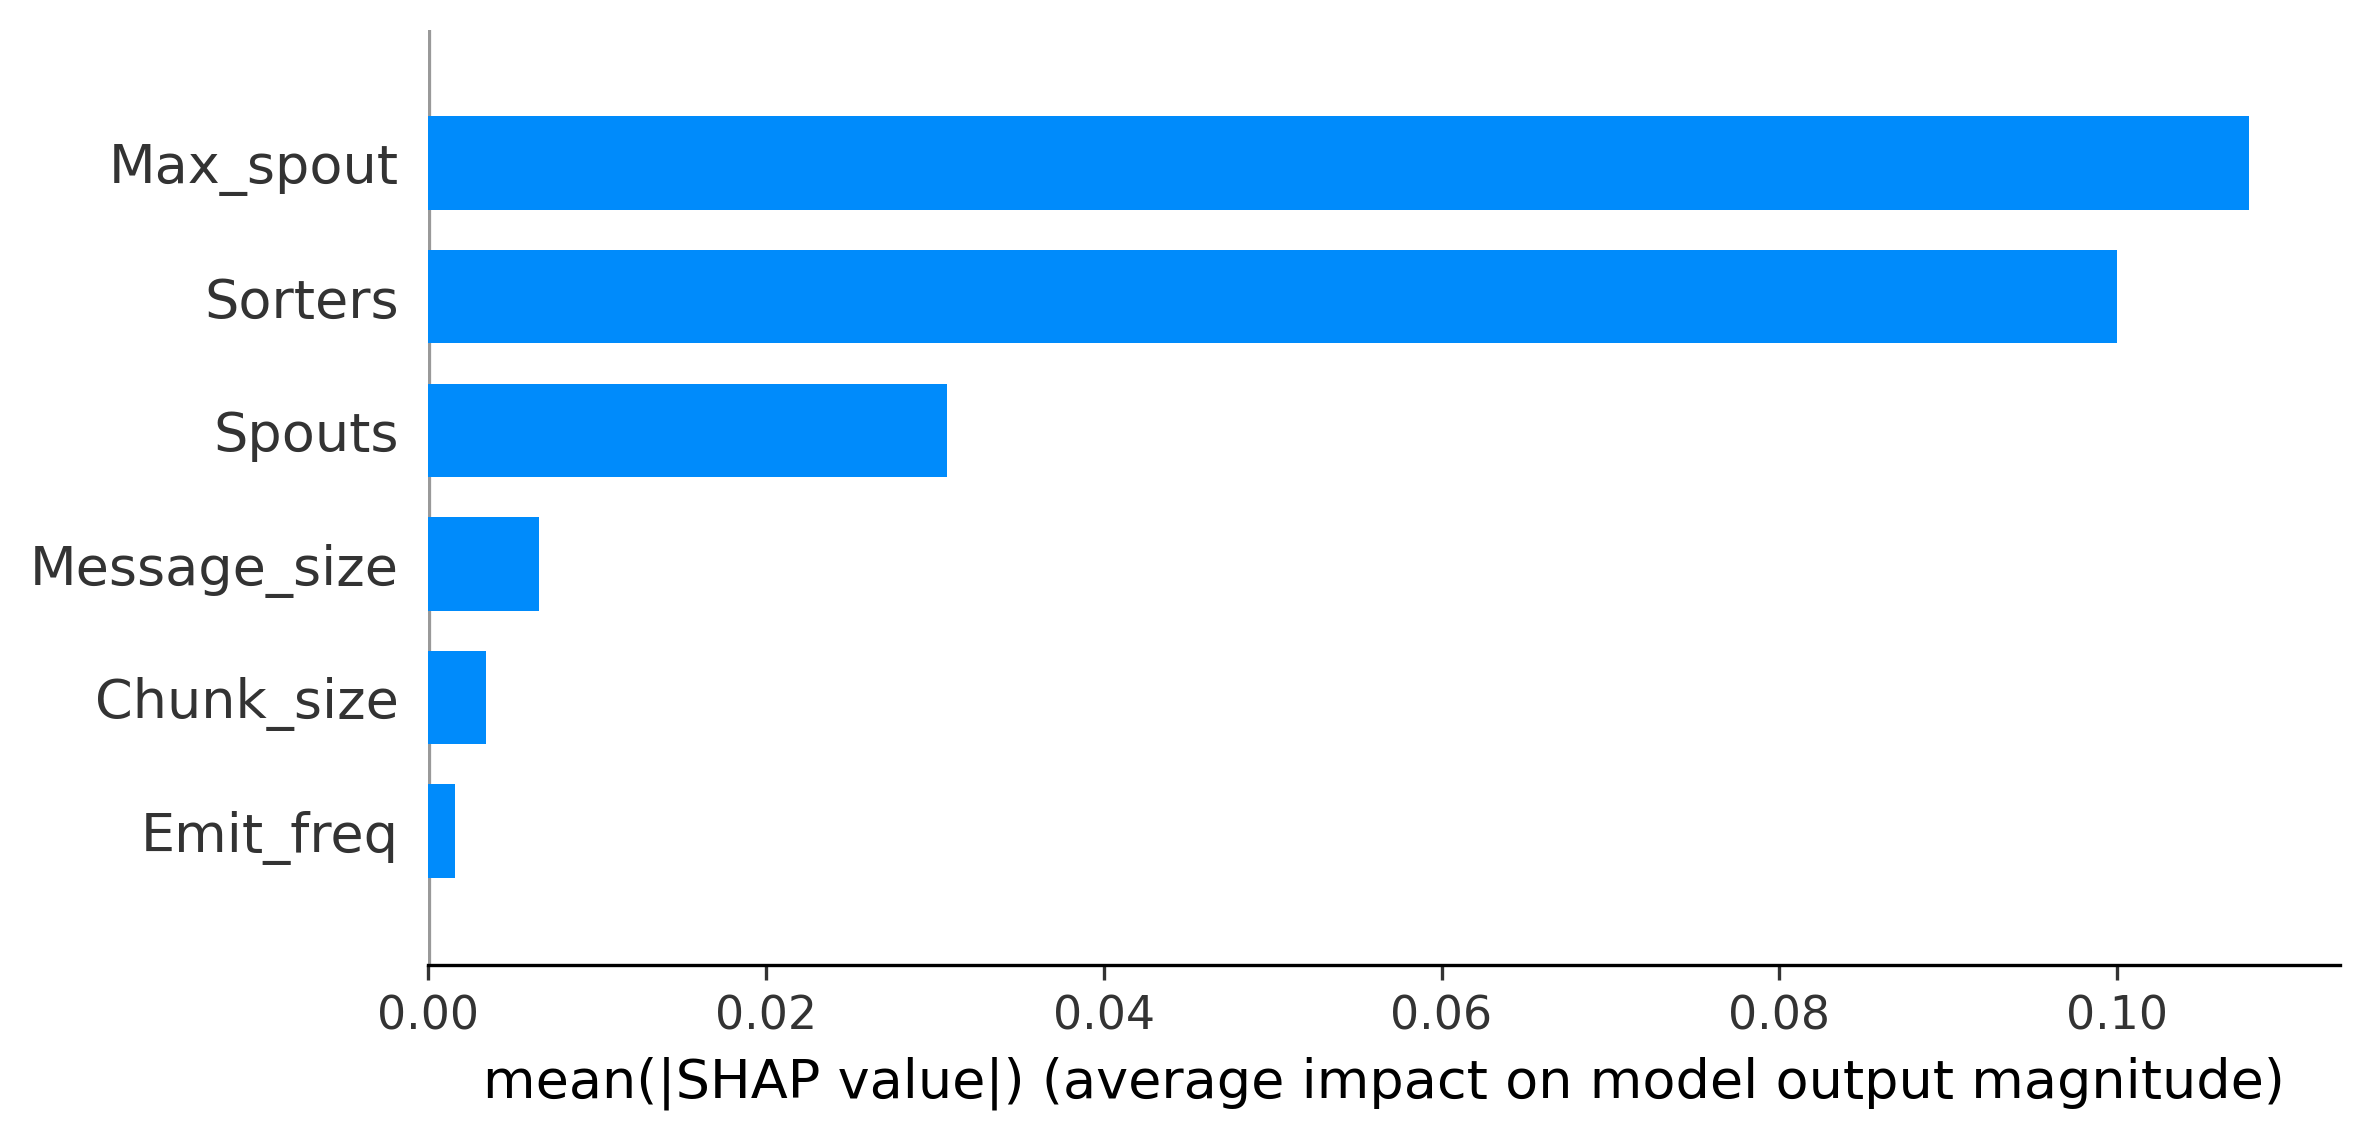 Max_spout
Sorters
Spouts
Message_size
Chunk_size
Emit_freq
0.00 0.02 0.04 0.06 0.08 0.10
mean(|SHAP value|) (average impact on model output magnitude)